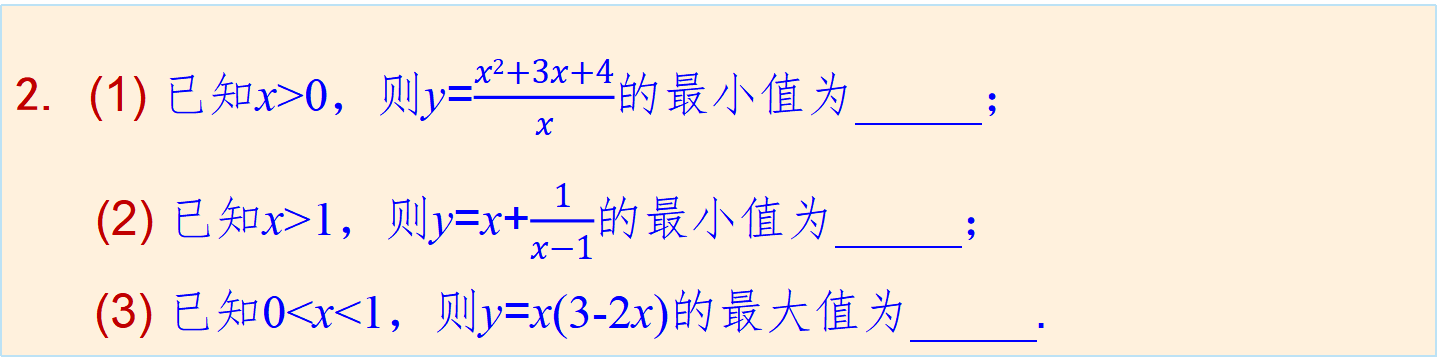 2. (1) 已知x>0，则y=\frac{x^2+3x+4}{x}的最小值为______；
(2) 已知x>1，则y=x+\frac{1}{x-1}的最小值为______；
(3) 已知0<x<1，则y=x(3-2x)的最大值为______.